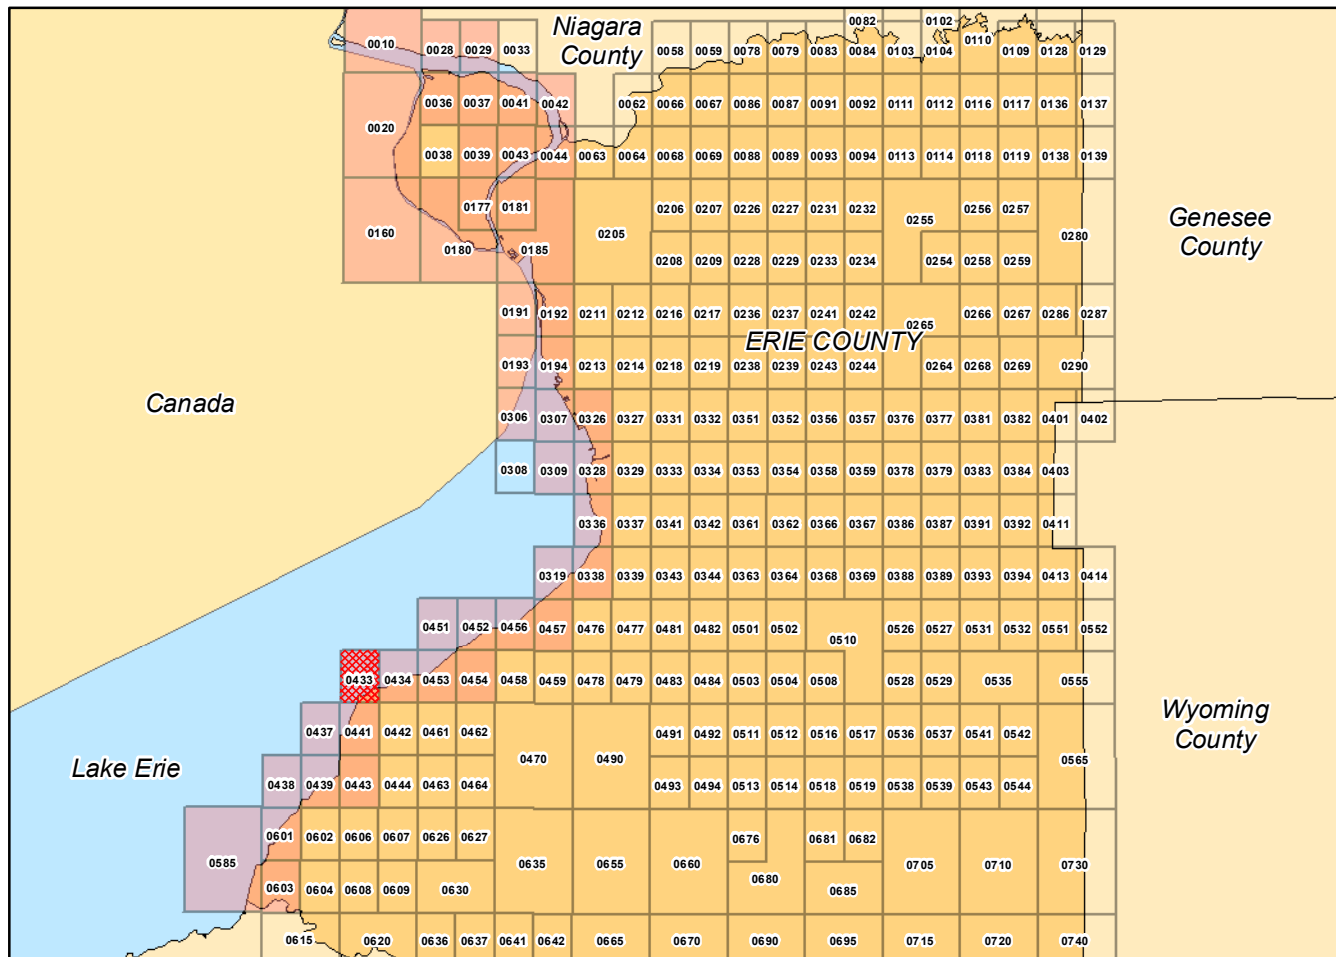 0082 0102
Niagara
County
0110
0010 0028 0029 0033 0058 0059 0078 0079 0083 0084 0103 0104 0109 0128 0129
0036 0037 0041 0042 0062 0066 0067 0086 0087 0091 0092 0111 0112 0116 0117 0136 0137
0020
0038 0039 0043 0044 0063 0064 0068 0069 0088 0089 0093 0094 0113 0114 0118 0119 0138 0139
0177 0181 0206 0207 0226 0227 0231 0232 0255 0256 0257
Genesee
County
0160 0180 0185 0205 0280
0208 0209 0228 0229 0233 0234 0254 0258 0259
0191 0192 0211 0212 0216 0217 0236 0237 0241 0242 0265 0266 0267 0286 0287
ERIE COUNTY
0193 0194 0213 0214 0218 0219 0238 0239 0243 0244 0264 0268 0269 0290
Canada
0306 0307 0326 0327 0331 0332 0351 0352 0356 0357 0376 0377 0381 0382 0401 0402
0308 0309 0328 0329 0333 0334 0353 0354 0358 0359 0378 0379 0383 0384 0403
0336 0337 0341 0342 0361 0362 0366 0367 0386 0387 0391 0392 0411
0319 0338 0339 0343 0344 0363 0364 0368 0369 0388 0389 0393 0394 0413 0414
0451 0452 0456 0457 0476 0477 0481 0482 0501 0502 0510 0526 0527 0531 0532 0551 0552
0433 0434 0453 0454 0458 0459 0478 0479 0483 0484 0503 0504 0508 0528 0529 0535 0555
Wyoming
County
0437 0441 0442 0461 0462 0491 0492 0511 0512 0516 0517 0536 0537 0541 0542
0470 0490 0565
Lake Erie
0438 0439 0443 0444 0463 0464 0493 0494 0513 0514 0518 0519 0538 0539 0543 0544
0601 0602 0606 0607 0626 0627 0676 0681 0682
0585 0635 0655 0660 0680 0705 0710 0730
0603 0604 0608 0609 0630 0685
0615 0620 0636 0637 0641 0642 0665 0670 0690 0695 0715 0720 0740